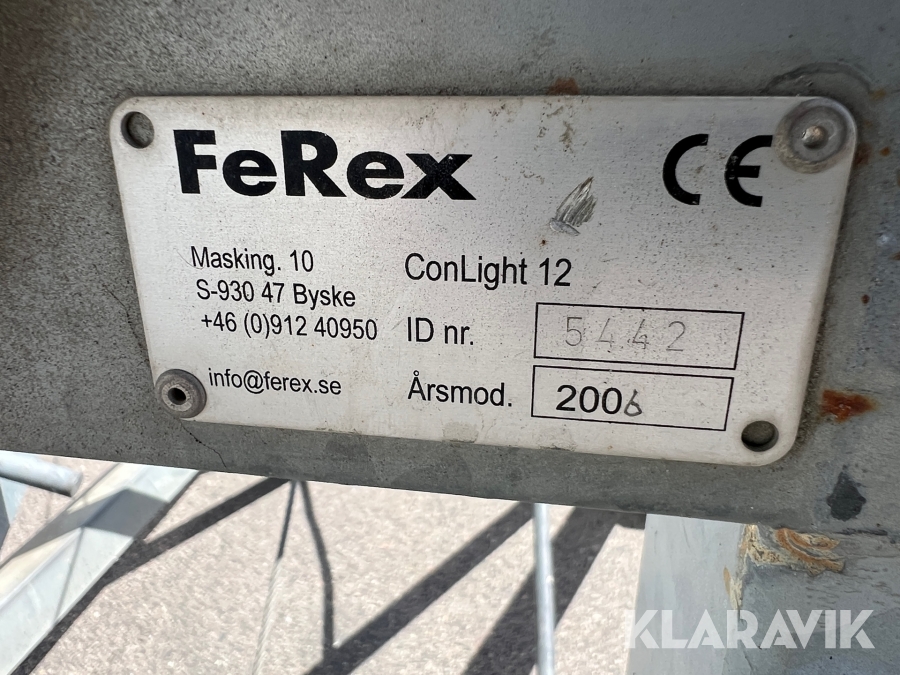 FeRex
CE
Masking. 10
S-930 47 Byske
+46 (0)912 40950
info@ferex.se
ConLight 12
ID nr. 5442
Årsmod. 2006
KLARAVIK